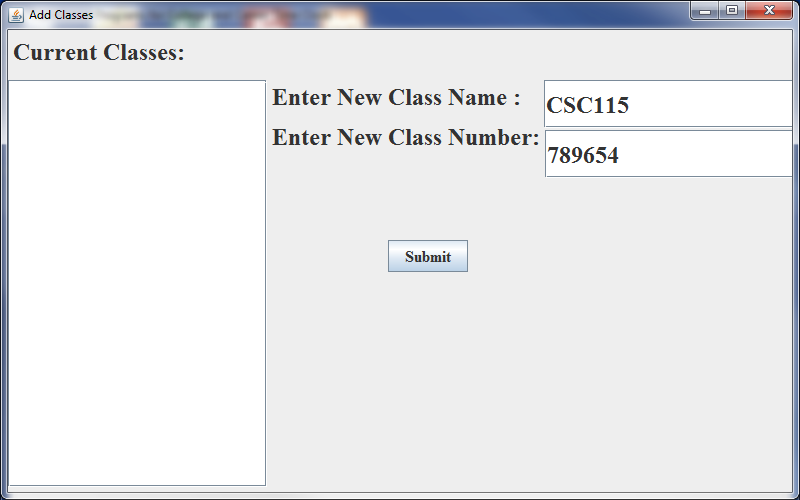 Add Classes
Current Classes:
Enter New Class Name :
CSC115
Enter New Class Number:
789654
Submit